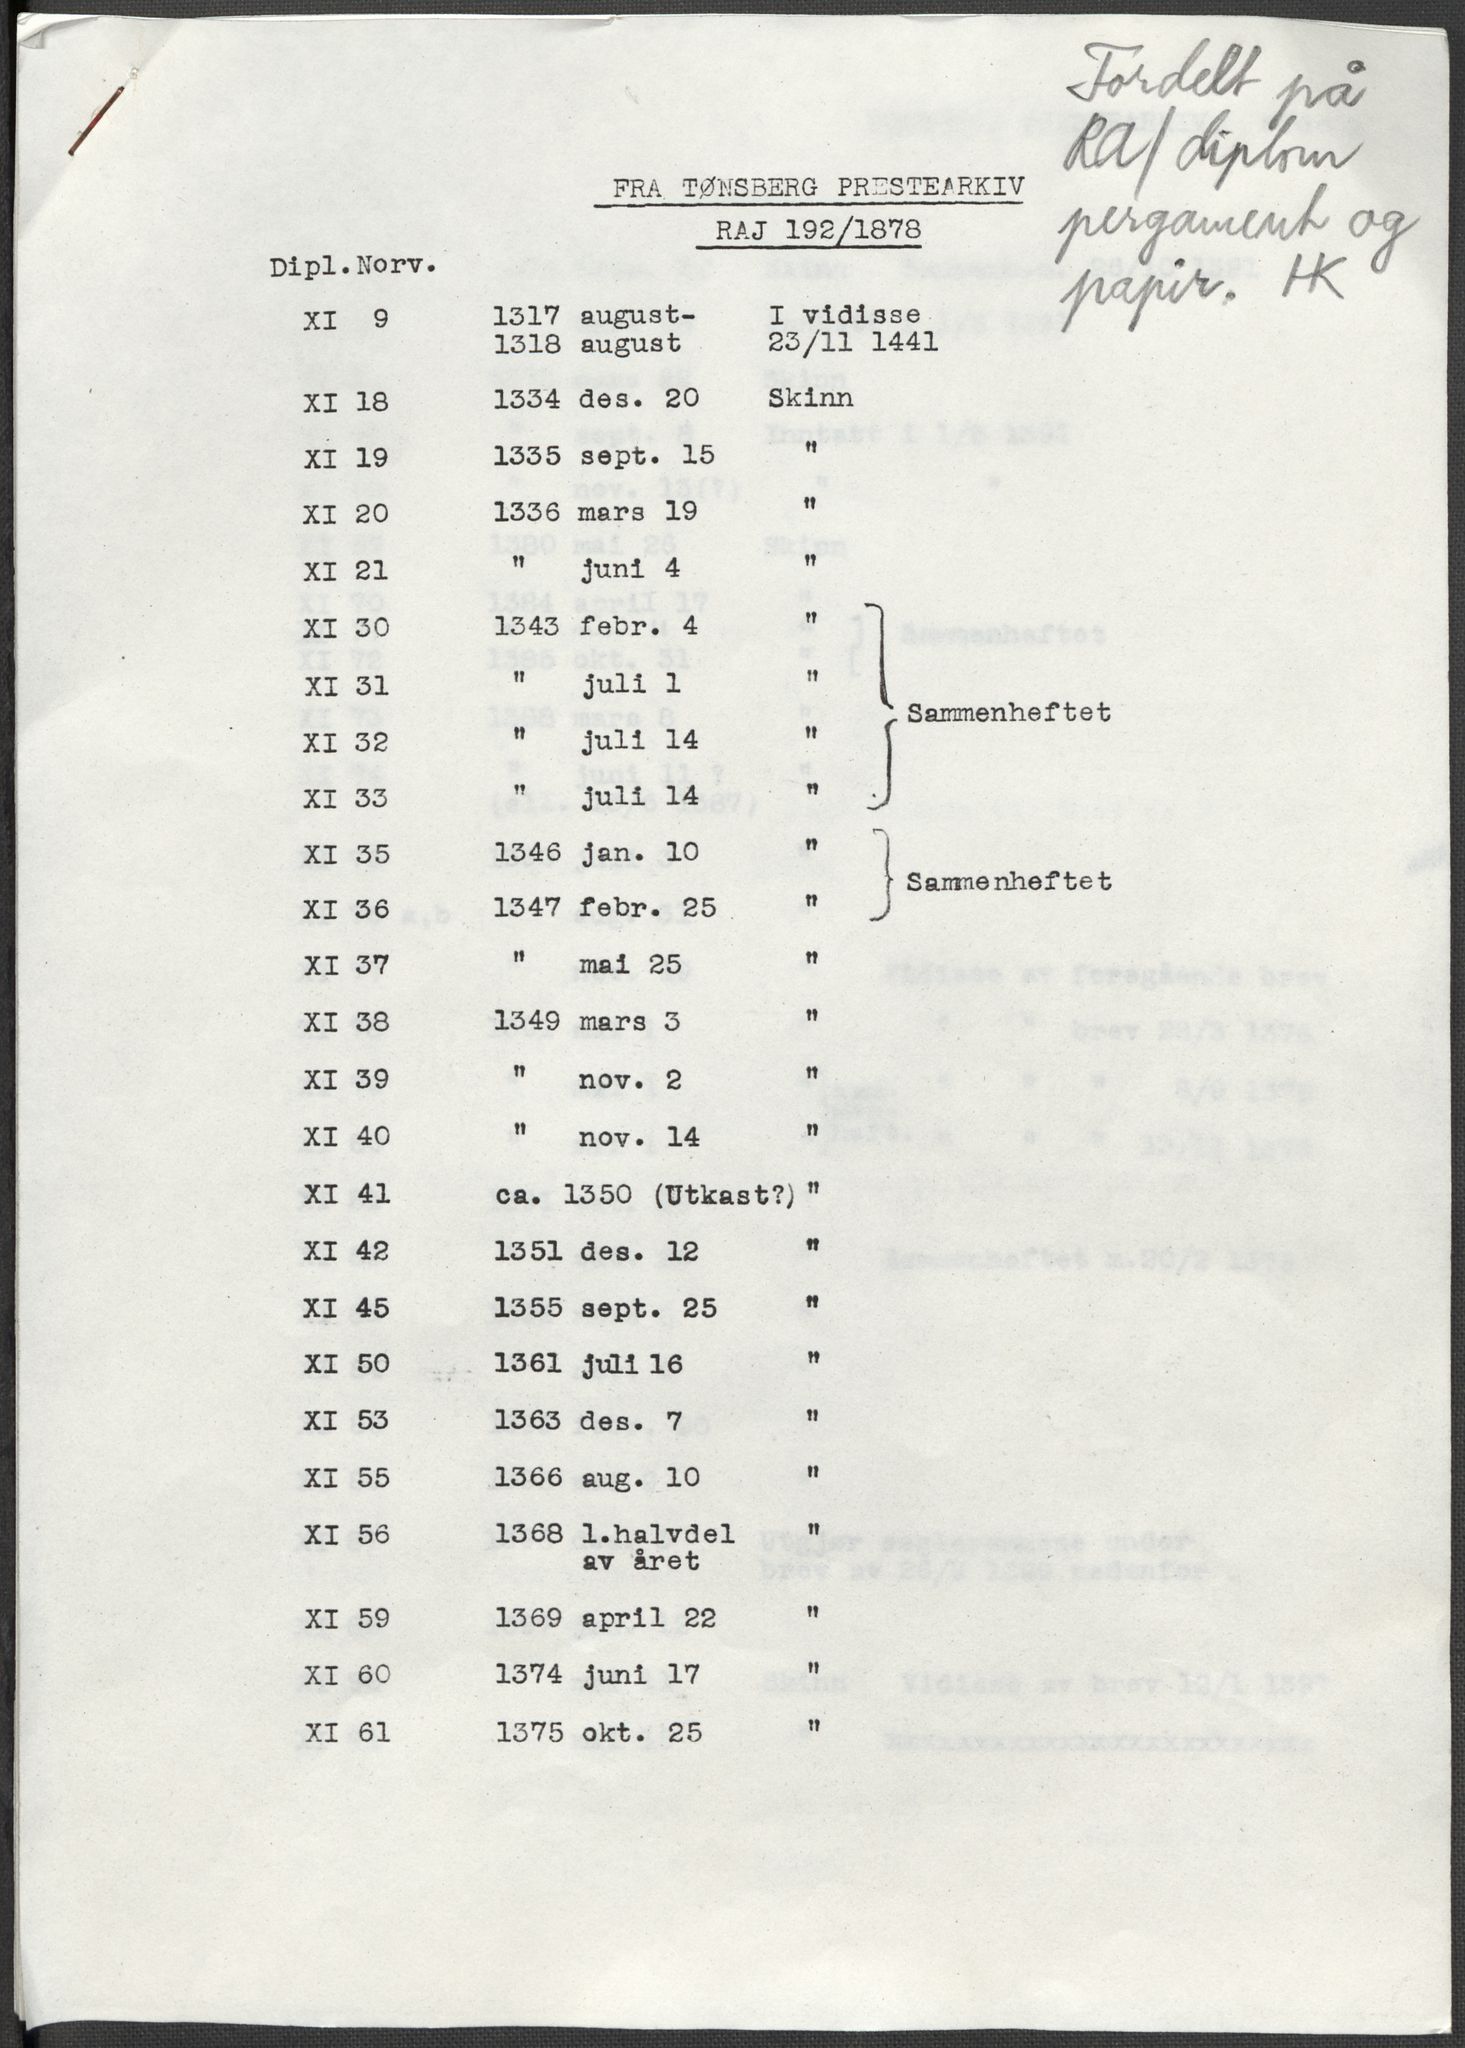 Fordelt på
RA/diplom
pergament og
papir. HK
FRA TØNSBERG PRESTEARKIV
RAJ 192/1878
Dipl. Norv.
XI 9 1317 august- I vidisse
1318 august 23/11 1441
XI 18 1334 des. 20 Skinn
XI 19 1335 sept. 15 "
XI 20 1336 mars 19 "
XI 21 " juni 4 "
XI 30 1343 febr. 4 "
XI 31 " juli 1 "
Sammenheftet
XI 32 " juli 14 "
XI 33 " juli 14 "
XI 35 1346 jan. 10 "
Sammenheftet
XI 36 1347 febr. 25 "
XI 37 " mai 25 "
XI 38 1349 mars 3 "
XI 39 " nov. 2 "
XI 40 " nov. 14 "
XI 41 ca. 1350 (Utkast?) "
XI 42 1351 des. 12 "
XI 45 1355 sept. 25 "
XI 50 1361 juli 16 "
XI 53 1363 des. 7 "
XI 55 1366 aug. 10 "
XI 56 1368 1.halvdel "
av året
XI 59 1369 april 22 "
XI 60 1374 juni 17 "
XI 61 1375 okt. 25 "